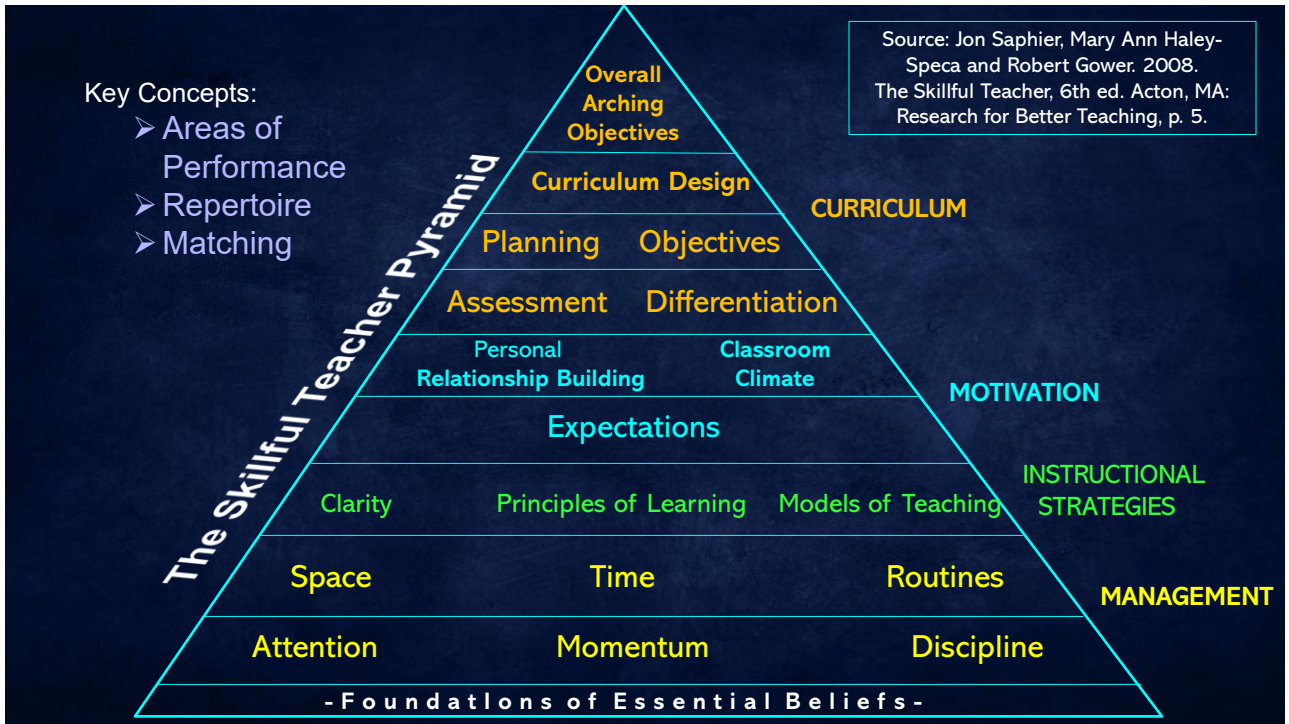 Source: Jon Saphier, Mary Ann Haley-
Speca and Robert Gower. 2008.
The Skillful Teacher, 6th ed. Acton, MA:
Research for Better Teaching, p. 5.
Key Concepts:
➢ Areas of
Performance
➢ Repertoire
➢ Matching
The Skillful Teacher Pyramid
Overall
Arching
Objectives
Curriculum Design
CURRICULUM
Planning Objectives
Assessment Differentiation
Personal
Relationship Building
Classroom
Climate
MOTIVATION
Expectations
INSTRUCTIONAL
STRATEGIES
Clarity Principles of Learning Models of Teaching
Space Time Routines
MANAGEMENT
Attention Momentum Discipline
-FoundatIons of Essential Beliefs-